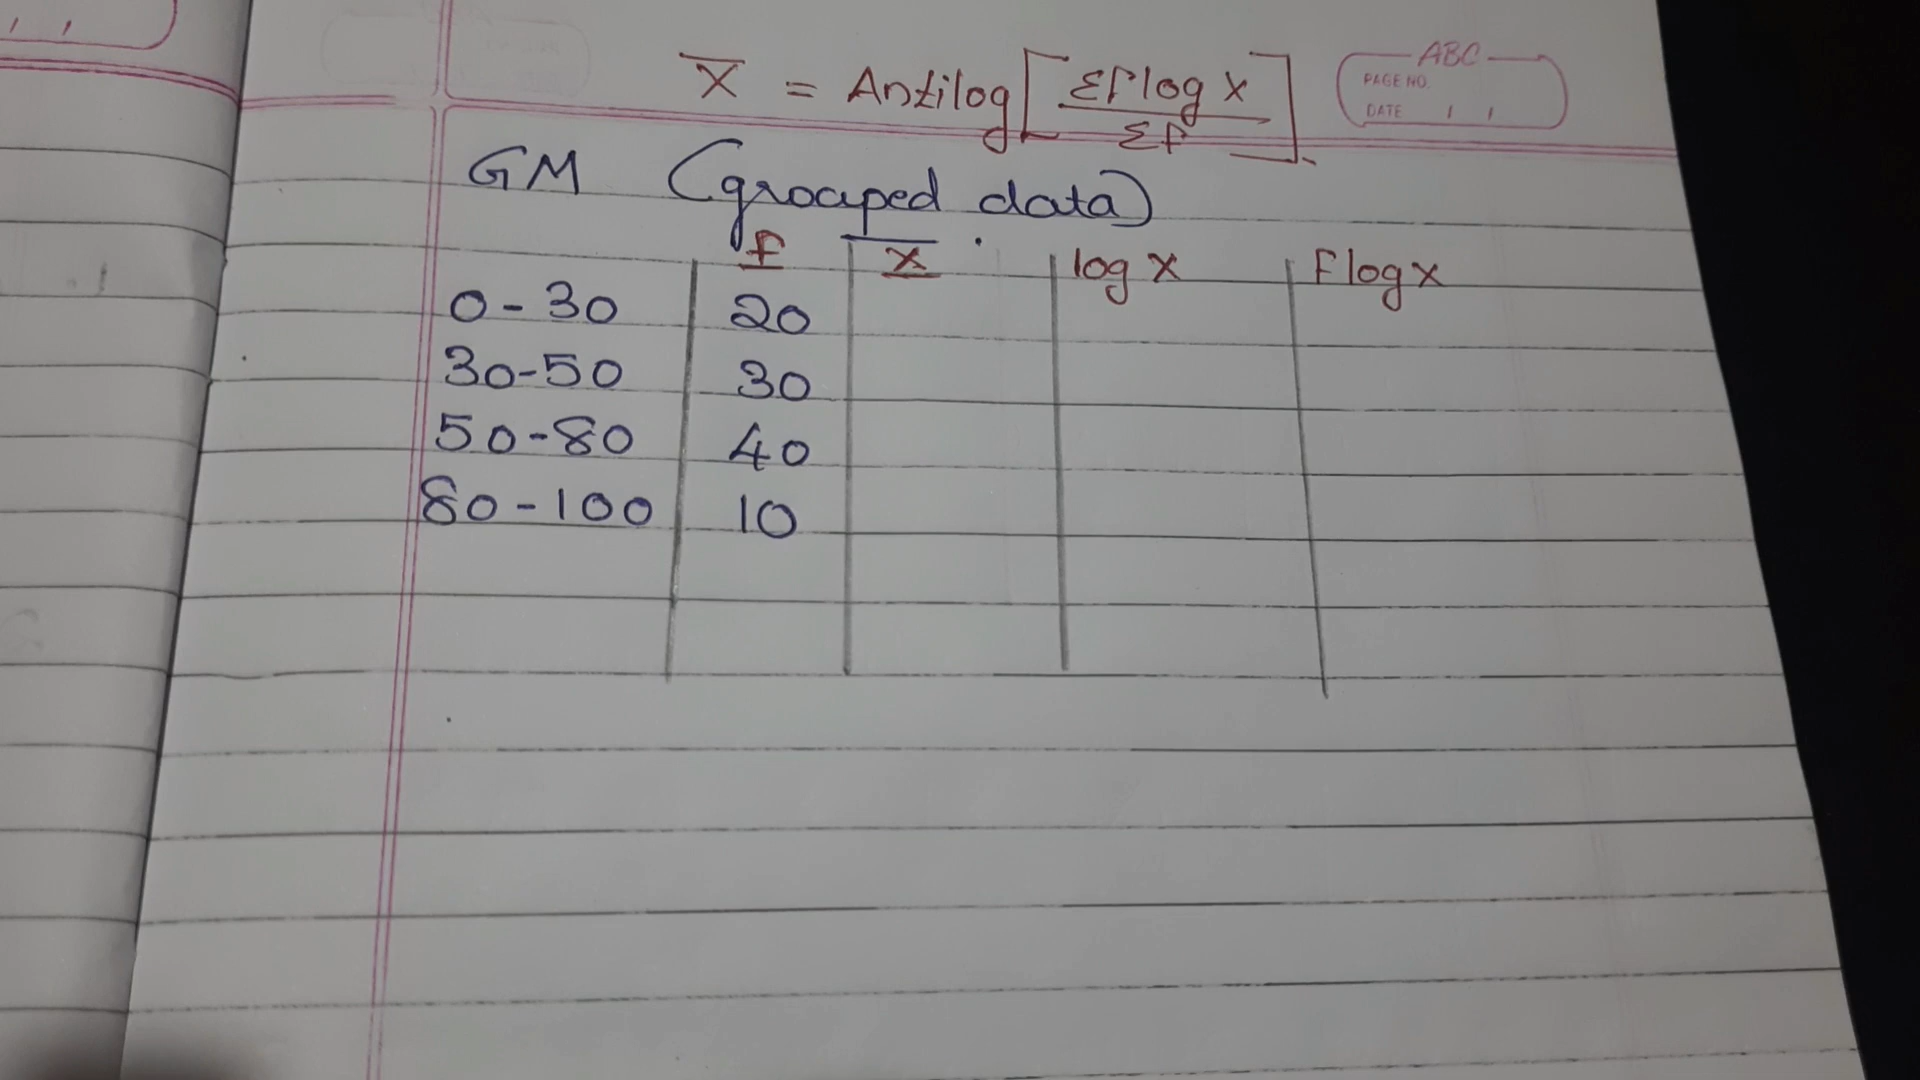 X̅ = Antilog[Σf log x / Σf]
ABC
PAGE NO.
DATE / /
GM (grouped data)
f x log x F log x
0 - 30 20
30-50 30
50-80 40
80-100 10